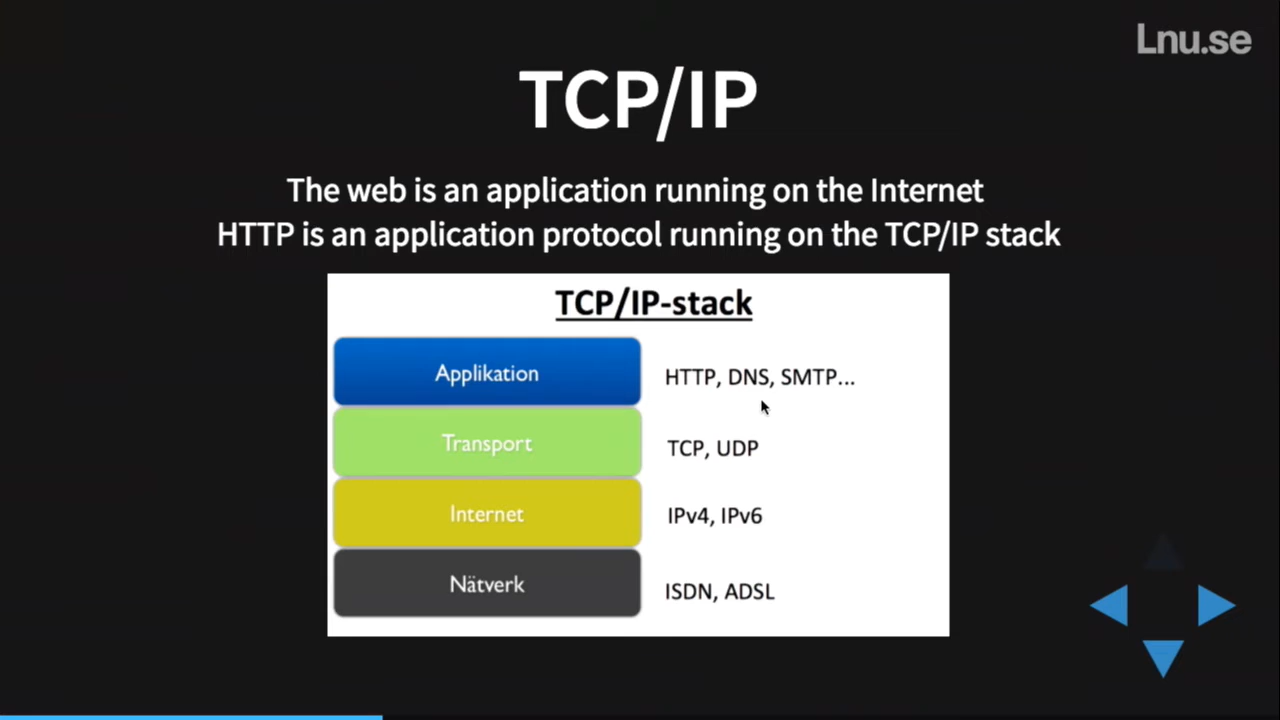 Lnu.se
TCP/IP
The web is an application running on the Internet
HTTP is an application protocol running on the TCP/IP stack
TCP/IP-stack
Applikation HTTP, DNS, SMTP...
Transport TCP, UDP
Internet IPv4, IPv6
Nätverk ISDN, ADSL